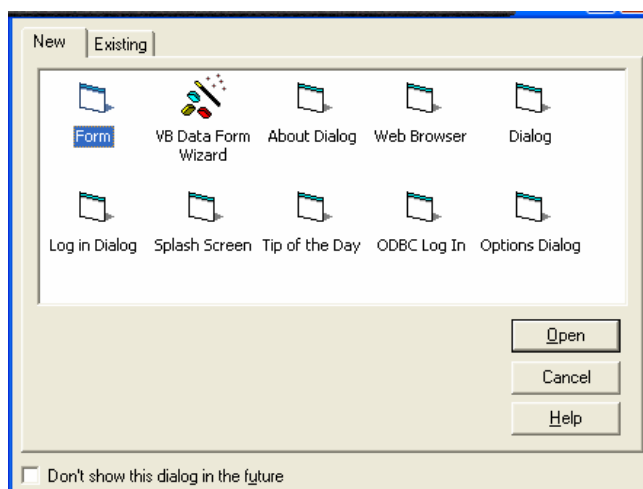 New
Existing
Form
VB Data Form
Wizard
About Dialog
Web Browser
Dialog
Log in Dialog
Splash Screen
Tip of the Day
ODBC Log In
Options Dialog
Open
Cancel
Help
Don't show this dialog in the future